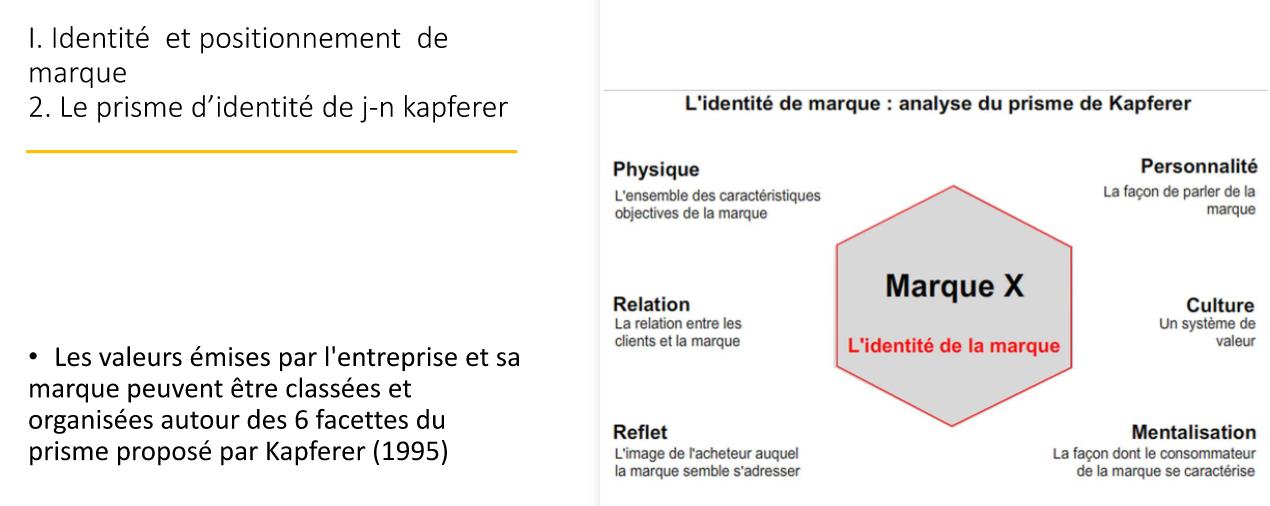 I. Identité et positionnement de
marque
2. Le prisme d’identité de j-n kapferer
• Les valeurs émises par l'entreprise et sa
marque peuvent être classées et
organisées autour des 6 facettes du
prisme proposé par Kapferer (1995)
L'identité de marque : analyse du prisme de Kapferer
Physique
L'ensemble des caractéristiques
objectives de la marque
Personnalité
La façon de parler de la
marque
Marque X
L'identité de la marque
Relation
La relation entre les
clients et la marque
Culture
Un système de
valeur
Reflet
L'image de l'acheteur auquel
la marque semble s'adresser
Mentalisation
La façon dont le consommateur
de la marque se caractérise